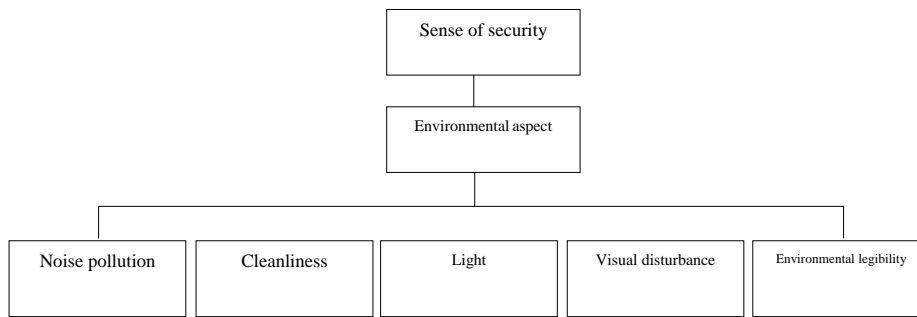 Sense of security
Environmental aspect
Noise pollution
Cleanliness
Light
Visual disturbance
Environmental legibility